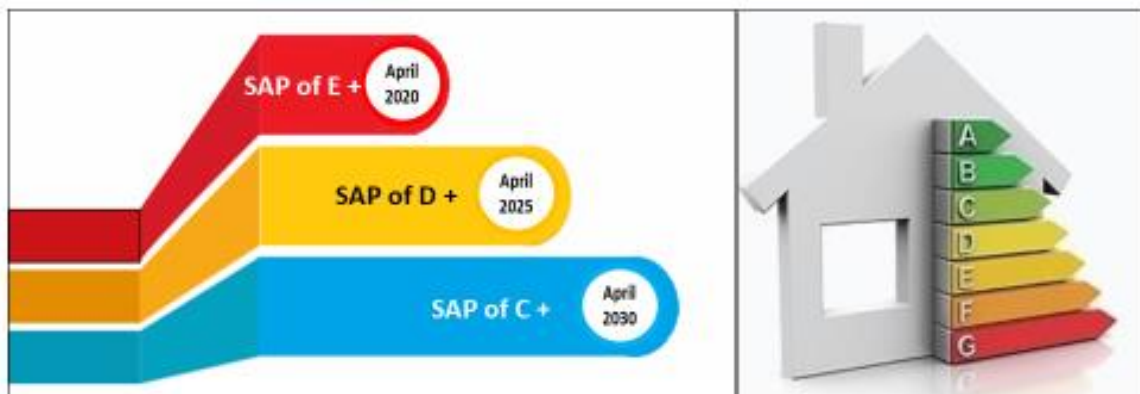 SAP of E +
April
2020
SAP of D +
April
2025
SAP of C +
April
2030
A
B
C
D
E
F
G